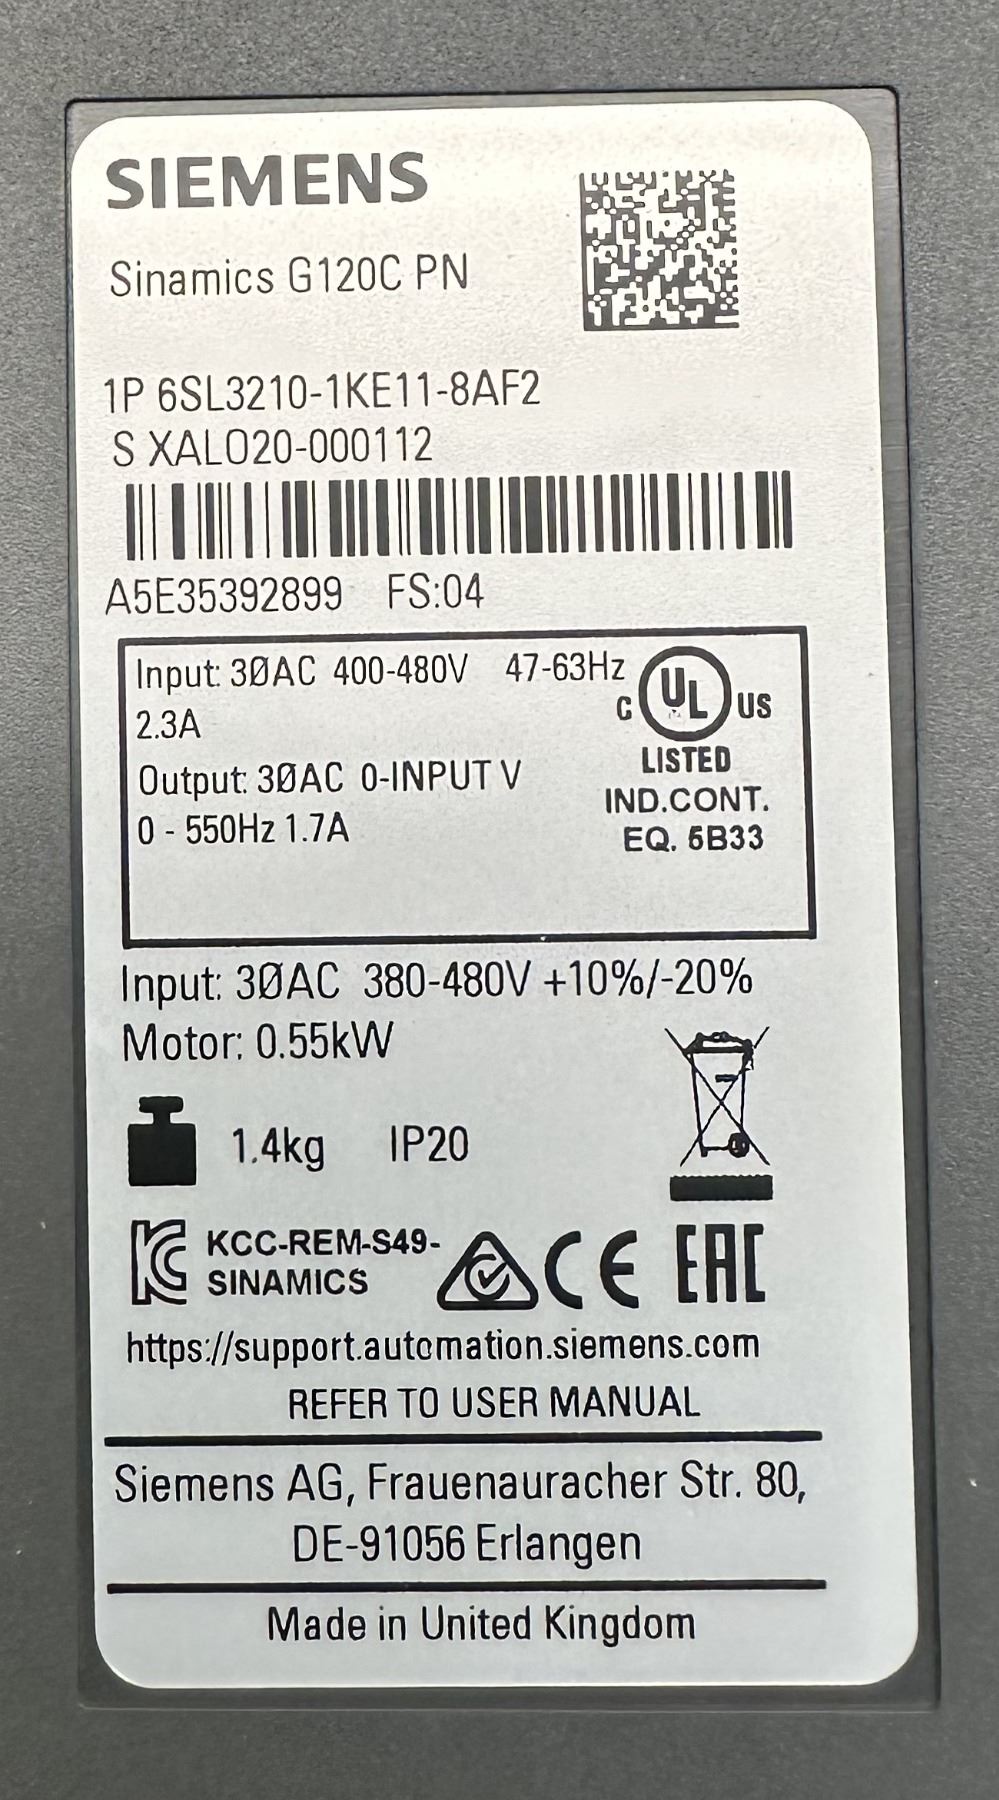 SIEMENS
Sinamics G120C PN
1P 6SL3210-1KE11-8AF2
S XALO20-000112
A5E35392899 FS:04
Input: 3ØAC 400-480V 47-63Hz
2.3A
Output: 3ØAC 0-INPUT V
0 - 550Hz 1.7A
C UL US
LISTED
IND.CONT.
EQ. 5B33
Input: 3ØAC 380-480V +10%/-20%
Motor: 0.55kW
1.4kg IP20
KCC-REM-S49-
SINAMICS
CE EAC
https://support.automation.siemens.com
REFER TO USER MANUAL
Siemens AG, Frauenauracher Str. 80,
DE-91056 Erlangen
Made in United Kingdom